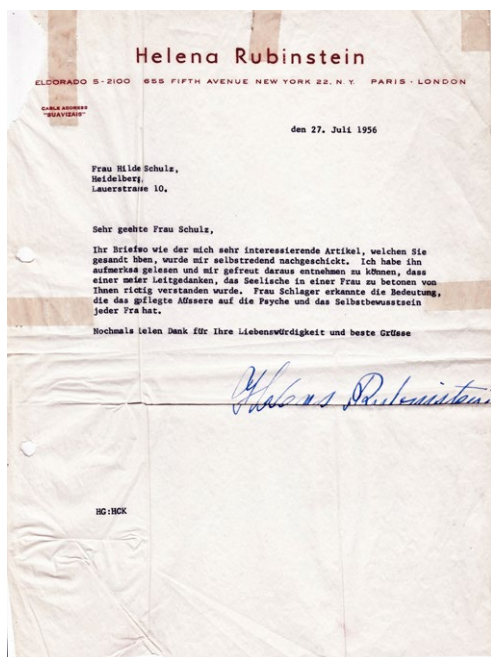 Helena Rubinstein
ELDORADO 5-2100 655 FIFTH AVENUE NEW YORK 22, N. Y. PARIS · LONDON
CABLE ADDRESS
"SUAVIZAIS"
den 27. Juli 1956
Frau Hilde Schulz,
Heidelberg,
Lauerstrasse 10.
Sehr geehte Frau Schulz,
Ihr Briefwo wie der mich sehr interessierende Artikel, welchen Sie
gesandt hben, wurde mir selbstredend nachgeschickt. Ich habe ihn
aufmerksa gelesen und mir gefreut daraus entnehmen zu können, dass
einer meier Leitgedanken, das Seelische in einer Frau zu betonen von
Ihnen rictig verstanden wurde. Frau Schlager erkannte die Bedeutung,
die das gpflegte Äussere auf die Psyche und das Selbstbewusstsein
jeder Fra hat.
Nochmals ielen Dank für Ihre Liebenswürdigkeit und beste Grüsse
Helena Rubinstein
HG:HCK